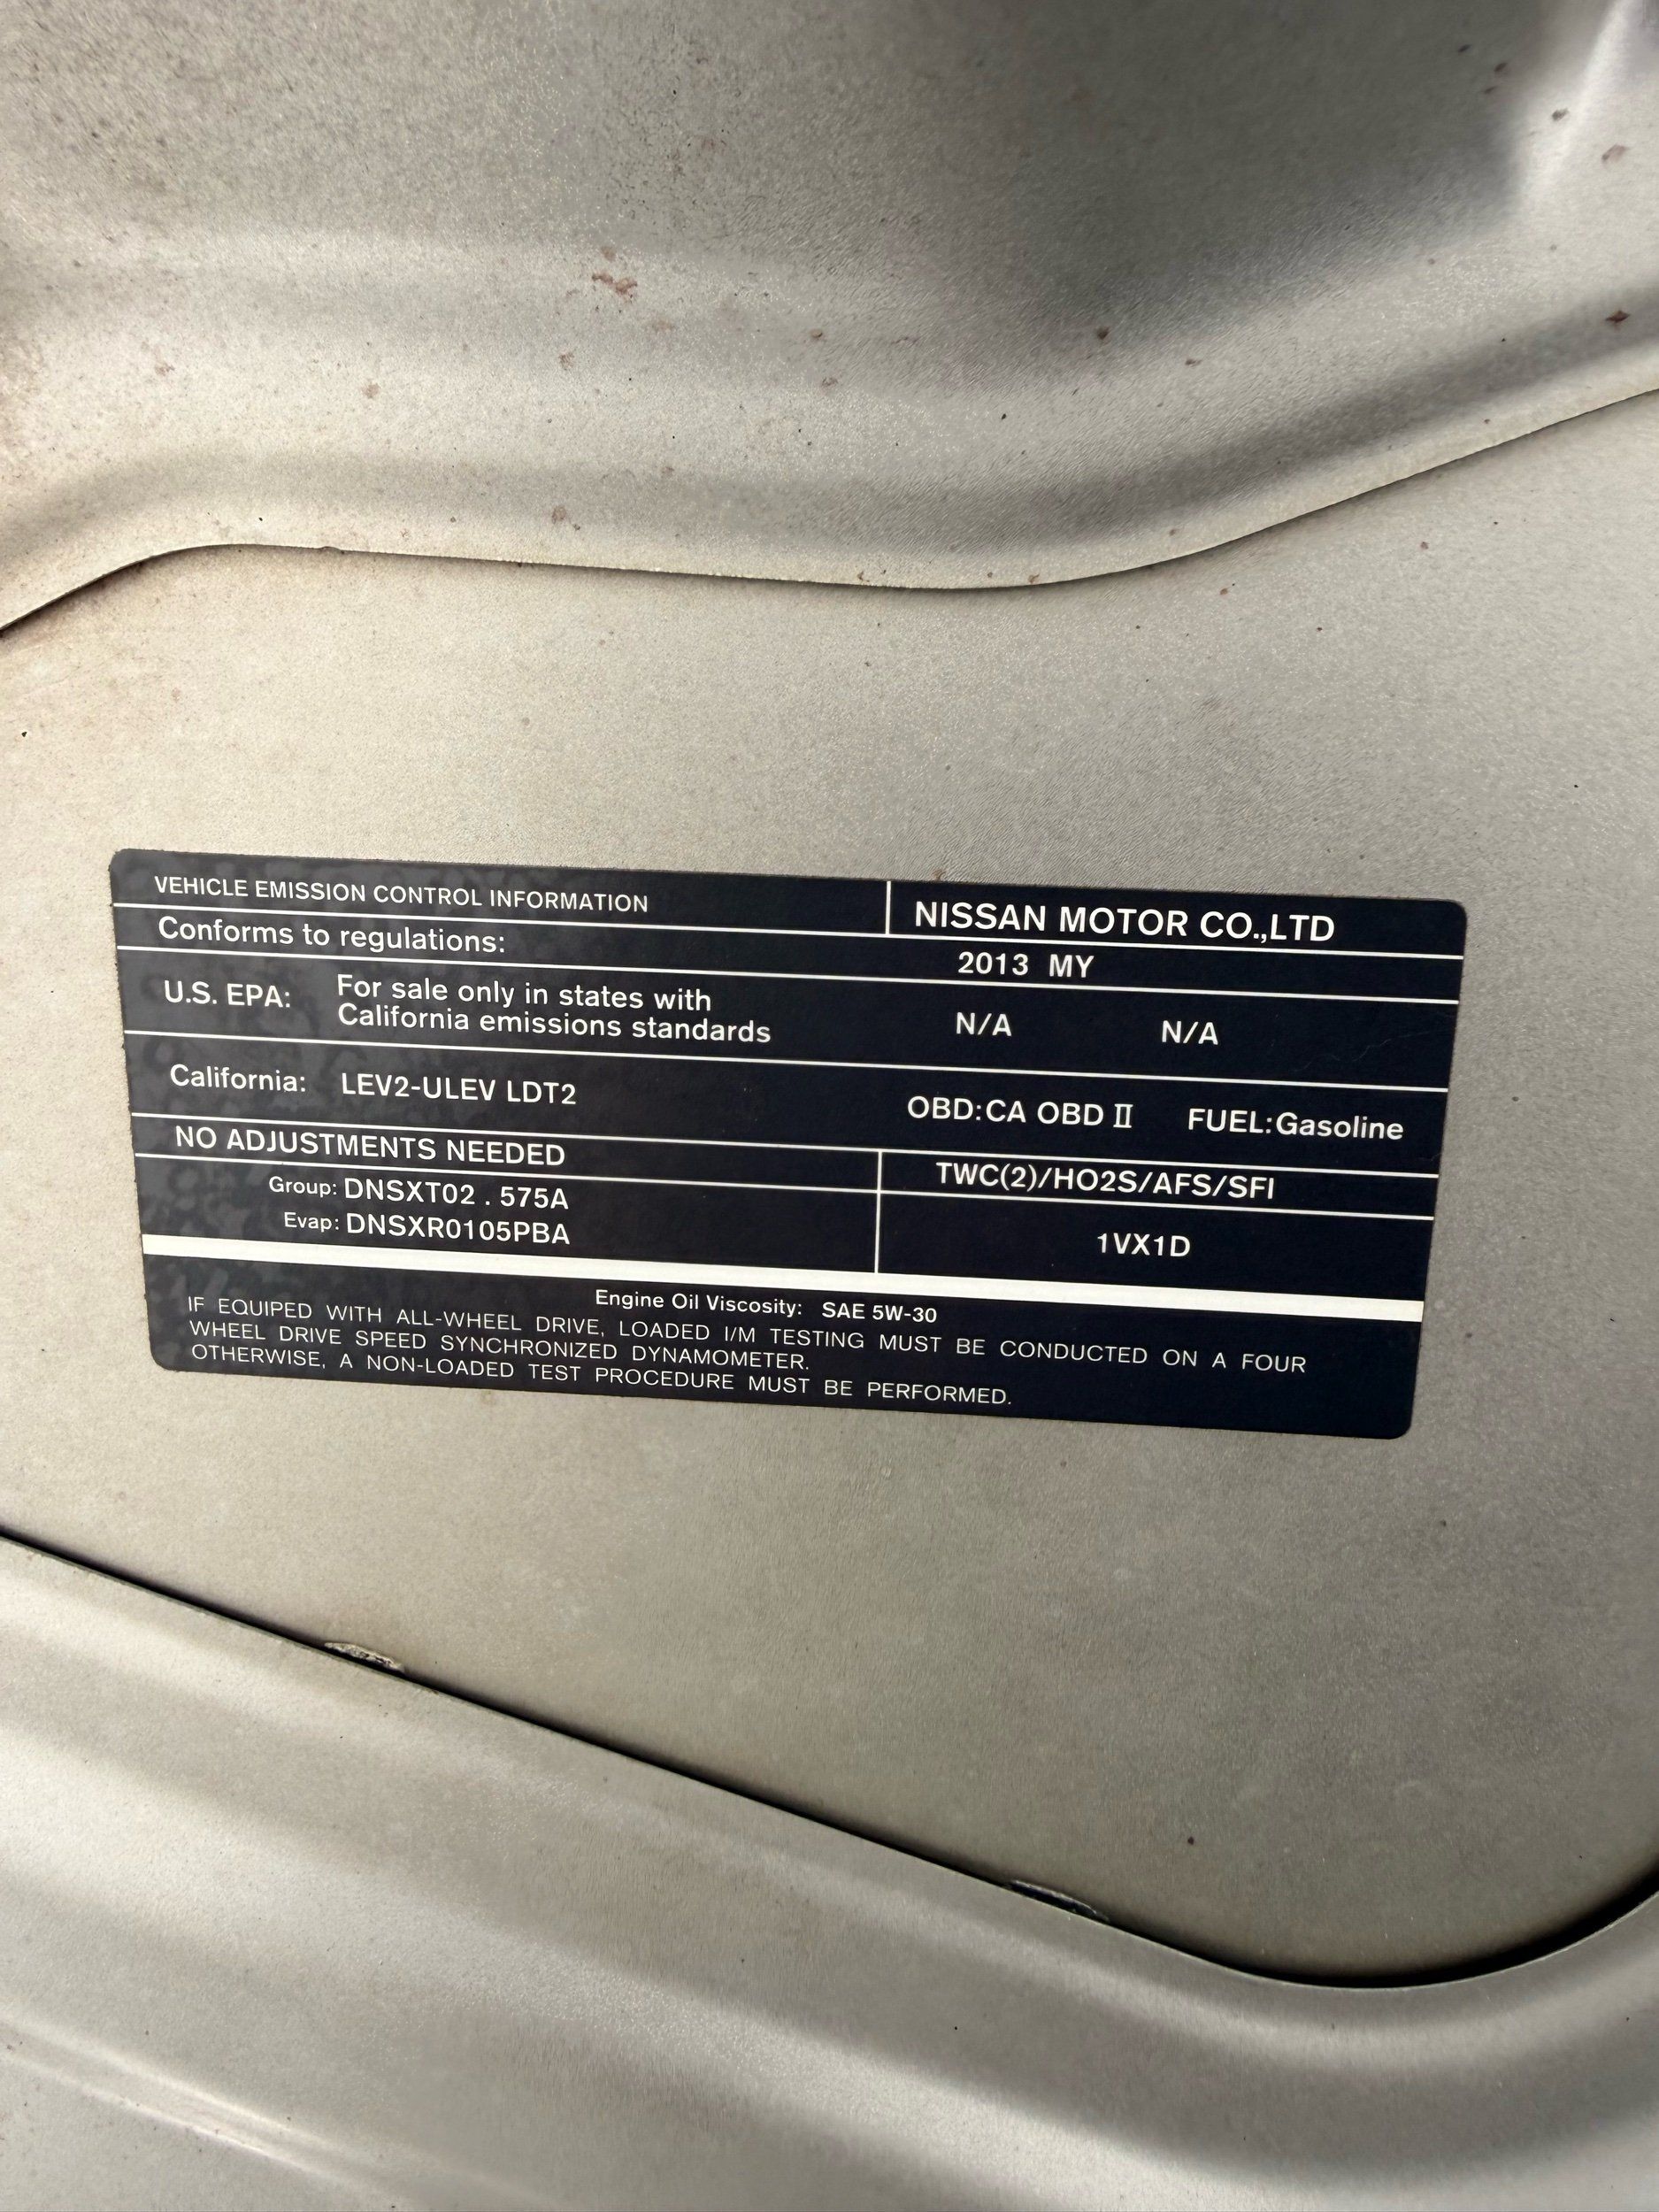 VEHICLE EMISSION CONTROL INFORMATION
NISSAN MOTOR CO.,LTD
Conforms to regulations:
2013 MY
U.S. EPA: For sale only in states with
California emissions standards
N/A N/A
California: LEV2-ULEV LDT2
OBD:CA OBD II FUEL:Gasoline
NO ADJUSTMENTS NEEDED
TWC(2)/HO2S/AFS/SFI
Group: DNSXT02 . 575A
Evap: DNSXR0105PBA
1VX1D
Engine Oil Viscosity: SAE 5W-30
IF EQUIPED WITH ALL-WHEEL DRIVE, LOADED I/M TESTING MUST BE CONDUCTED ON A FOUR
WHEEL DRIVE SPEED SYNCHRONIZED DYNAMOMETER.
OTHERWISE, A NON-LOADED TEST PROCEDURE MUST BE PERFORMED.